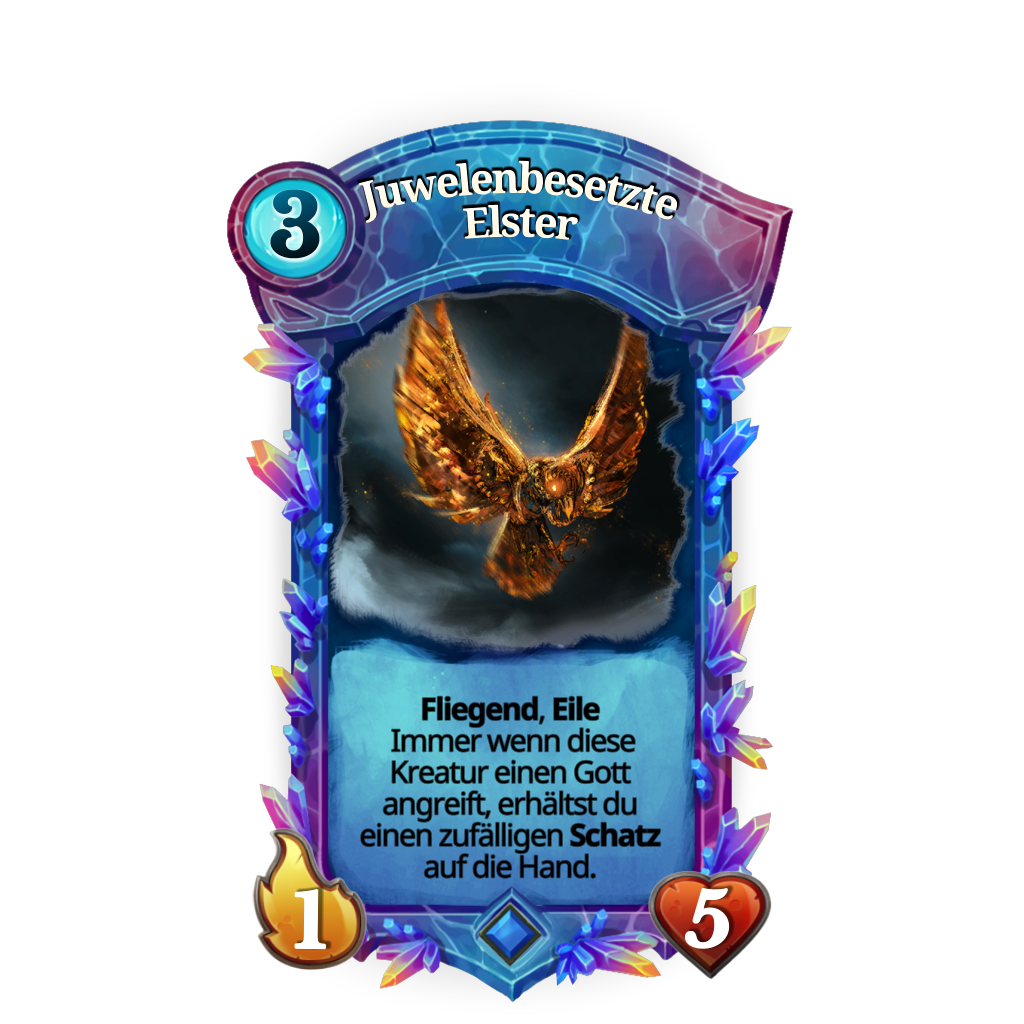 3
Juwelenbesetzte
Elster
Fliegend, Eile
Immer wenn diese
Kreatur einen Gott
angreift, erhältst du
einen zufälligen Schatz
auf die Hand.
1
5